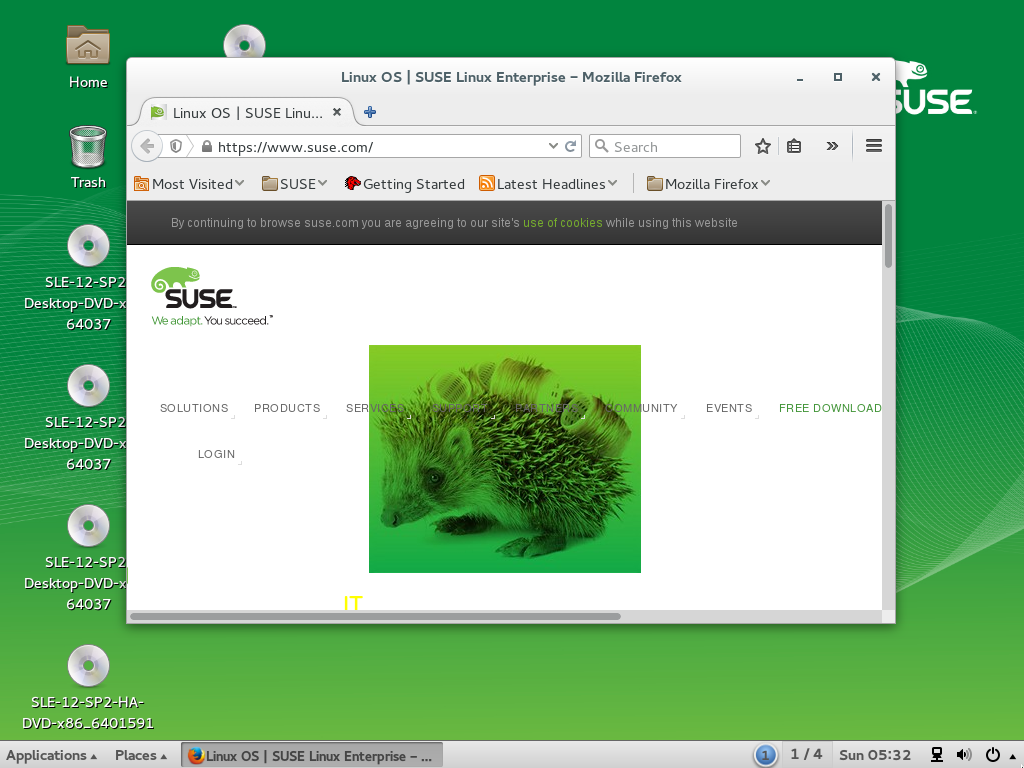 Home
Trash
SLE-12-SP2
Desktop-DVD-x
64037
SLE-12-SP2
Desktop-DVD-x
64037
SLE-12-SP2
Desktop-DVD-x
64037
SLE-12-SP2-HA-
DVD-x86_6401591
SUSE
Linux OS | SUSE Linux Enterprise – Mozilla Firefox
Linux OS | SUSE Linu...
https://www.suse.com/
Search
Most Visited
SUSE
Getting Started
Latest Headlines
Mozilla Firefox
By continuing to browse suse.com you are agreeing to our site's use of cookies while using this website
SUSE
We adapt. You succeed.
SOLUTIONS PRODUCTS SERVICES SUPPORT PARTNERS COMMUNITY EVENTS FREE DOWNLOAD
LOGIN
IT
Applications Places Linux OS | SUSE Linux Enterprise – ... 1 1 / 4 Sun 05:32